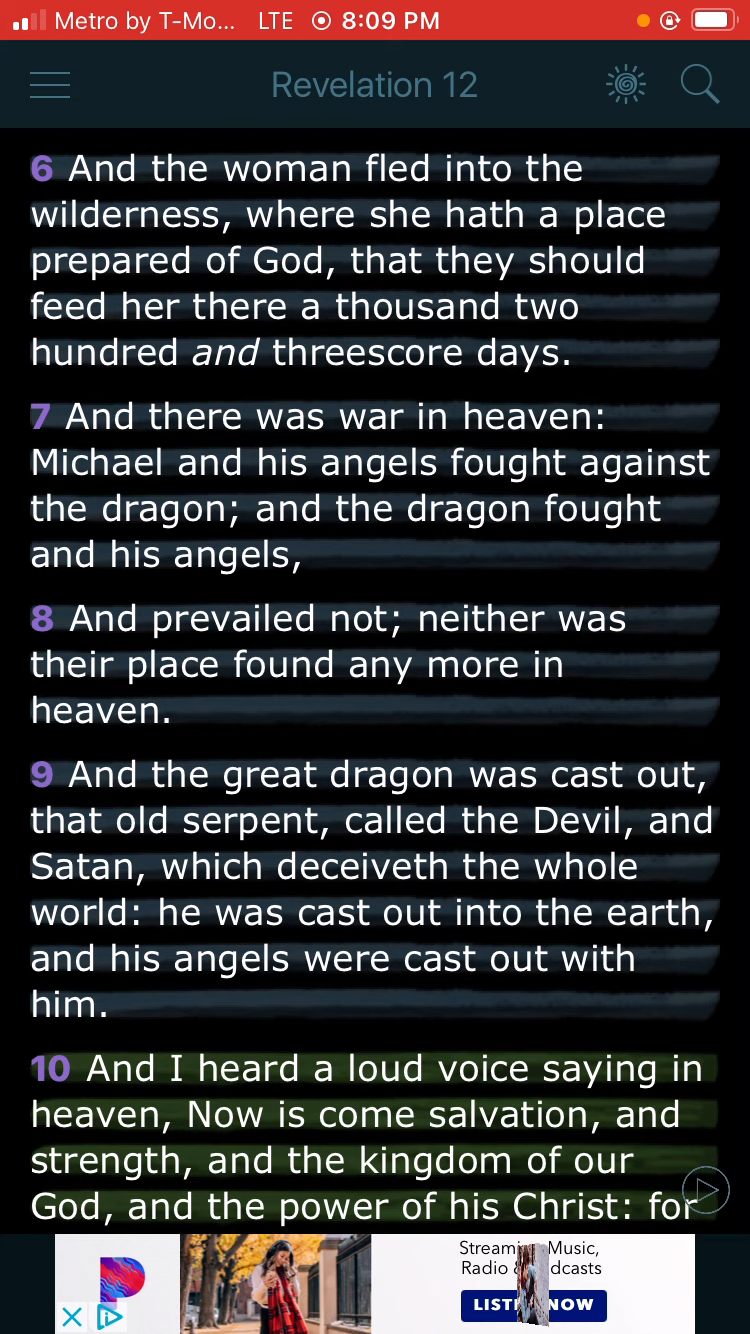 Metro by T-Mo... LTE 8:09 PM
Revelation 12
6 And the woman fled into the
wilderness, where she hath a place
prepared of God, that they should
feed her there a thousand two
hundred and threescore days.
7 And there was war in heaven:
Michael and his angels fought against
the dragon; and the dragon fought
and his angels,
8 And prevailed not; neither was
their place found any more in
heaven.
9 And the great dragon was cast out,
that old serpent, called the Devil, and
Satan, which deceiveth the whole
world: he was cast out into the earth,
and his angels were cast out with
him.
10 And I heard a loud voice saying in
heaven, Now is come salvation, and
strength, and the kingdom of our
God, and the power of his Christ: for
Music,
Radio
NOW